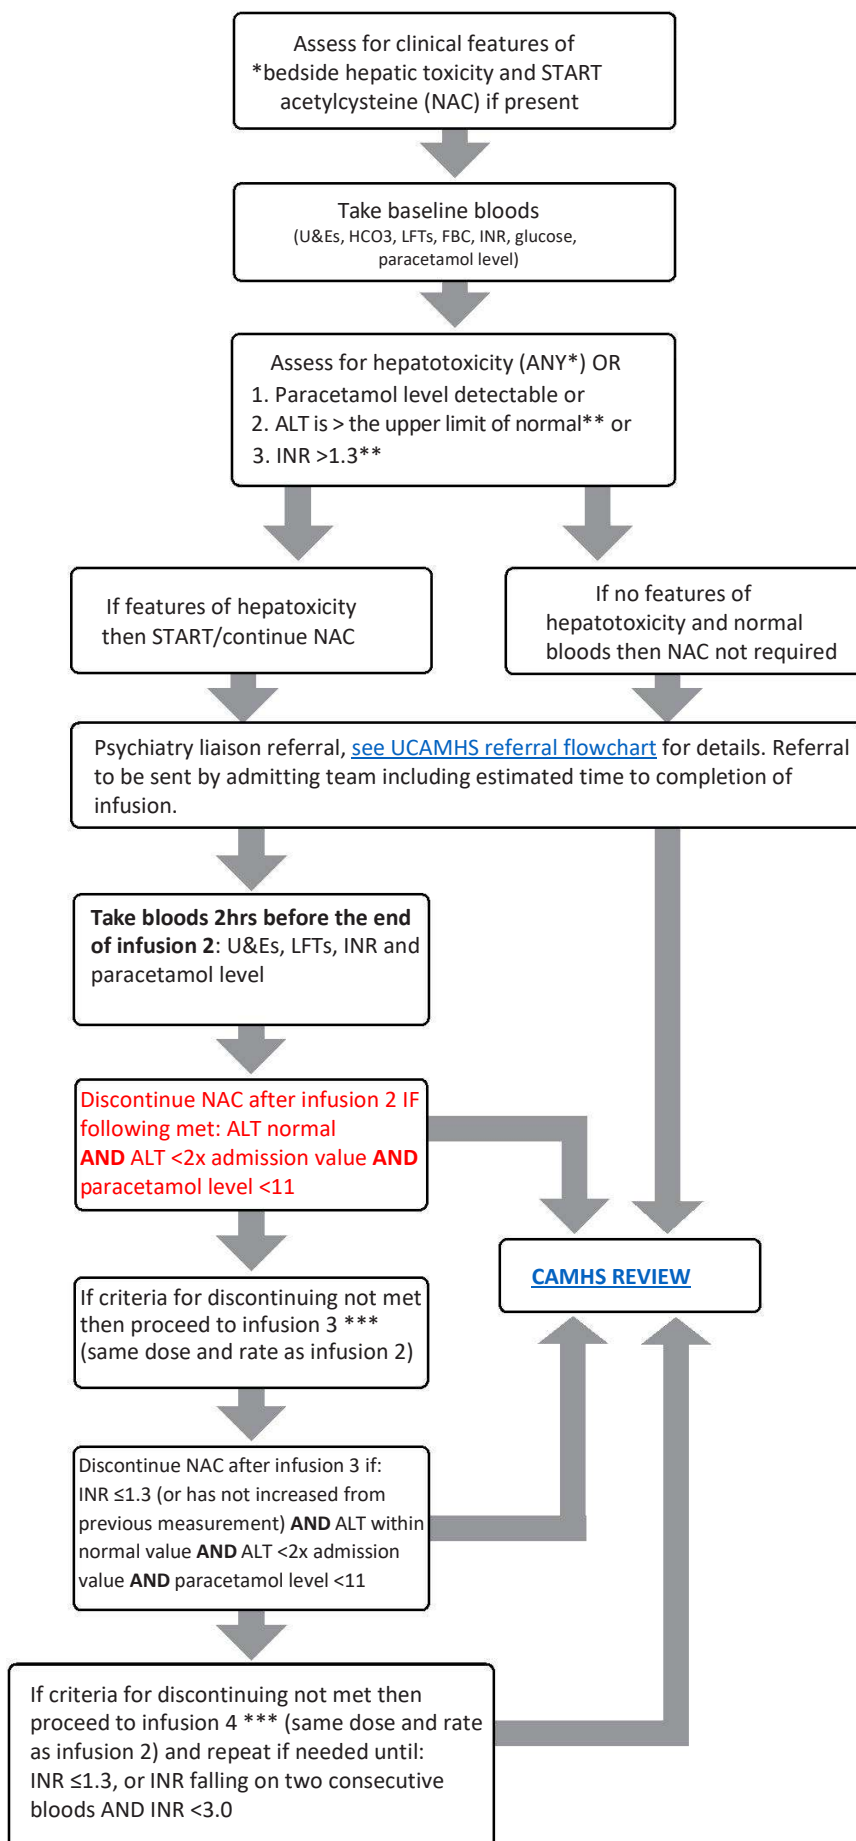 Assess for clinical features of
*bedside hepatic toxicity and START
acetylcysteine (NAC) if present
Take baseline bloods
(U&Es, HCO3, LFTs, FBC, INR, glucose,
paracetamol level)
Assess for hepatotoxicity (ANY*) OR
1. Paracetamol level detectable or
2. ALT is > the upper limit of normal** or
3. INR >1.3**
If features of hepatoxicity
then START/continue NAC
If no features of
hepatotoxicity and normal
bloods then NAC not required
Psychiatry liaison referral, see UCAMHS referral flowchart for details. Referral
to be sent by admitting team including estimated time to completion of
infusion.
Take bloods 2hrs before the end
of infusion 2: U&Es, LFTs, INR and
paracetamol level
Discontinue NAC after infusion 2 IF
following met: ALT normal
AND ALT <2x admission value AND
paracetamol level <11
CAMHS REVIEW
If criteria for discontinuing not met
then proceed to infusion 3 ***
(same dose and rate as infusion 2)
Discontinue NAC after infusion 3 if:
INR ≤1.3 (or has not increased from
previous measurement) AND ALT within
normal value AND ALT <2x admission
value AND paracetamol level <11
If criteria for discontinuing not met then
proceed to infusion 4 *** (same dose and rate
as infusion 2) and repeat if needed until:
INR ≤1.3, or INR falling on two consecutive
bloods AND INR <3.0